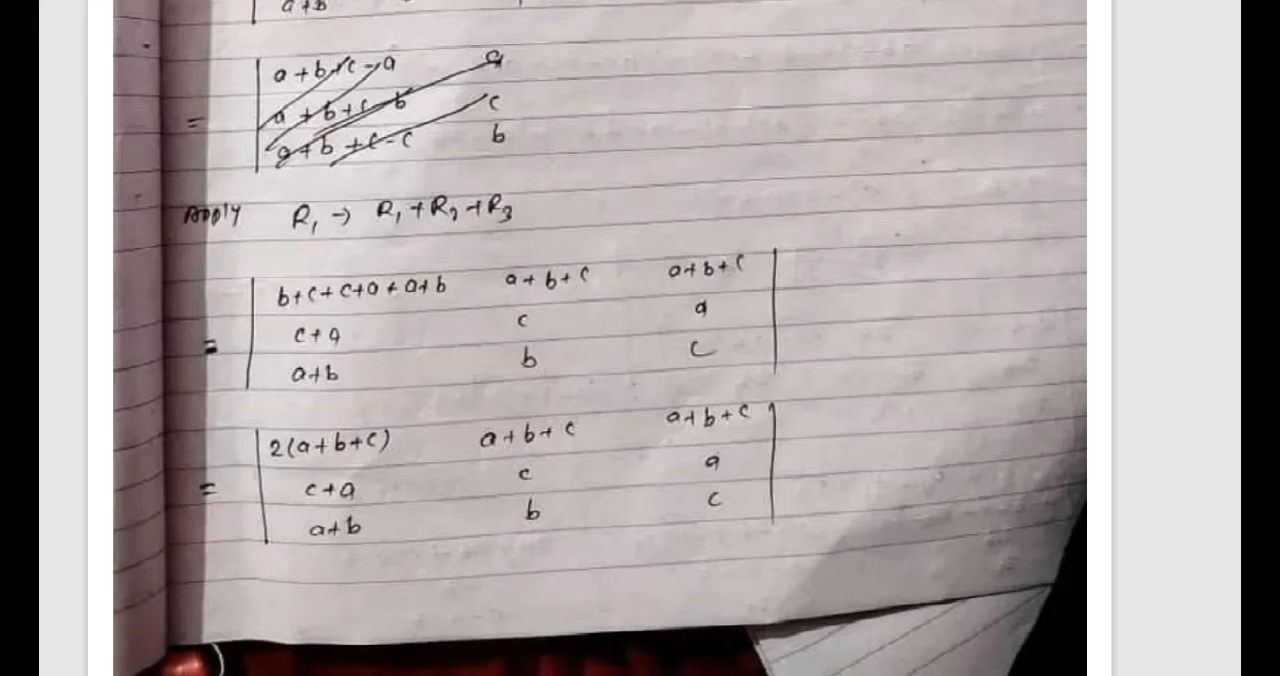 a+b
a+b+c-a a
= a+b+c-b c
a+b+c-c b
Apply R₁ → R₁+R₂+R₃
b+c+c+a+a+b a+b+c a+b+c
= c+a c a
a+b b c
2(a+b+c) a+b+c a+b+c
= c+a c a
a+b b c